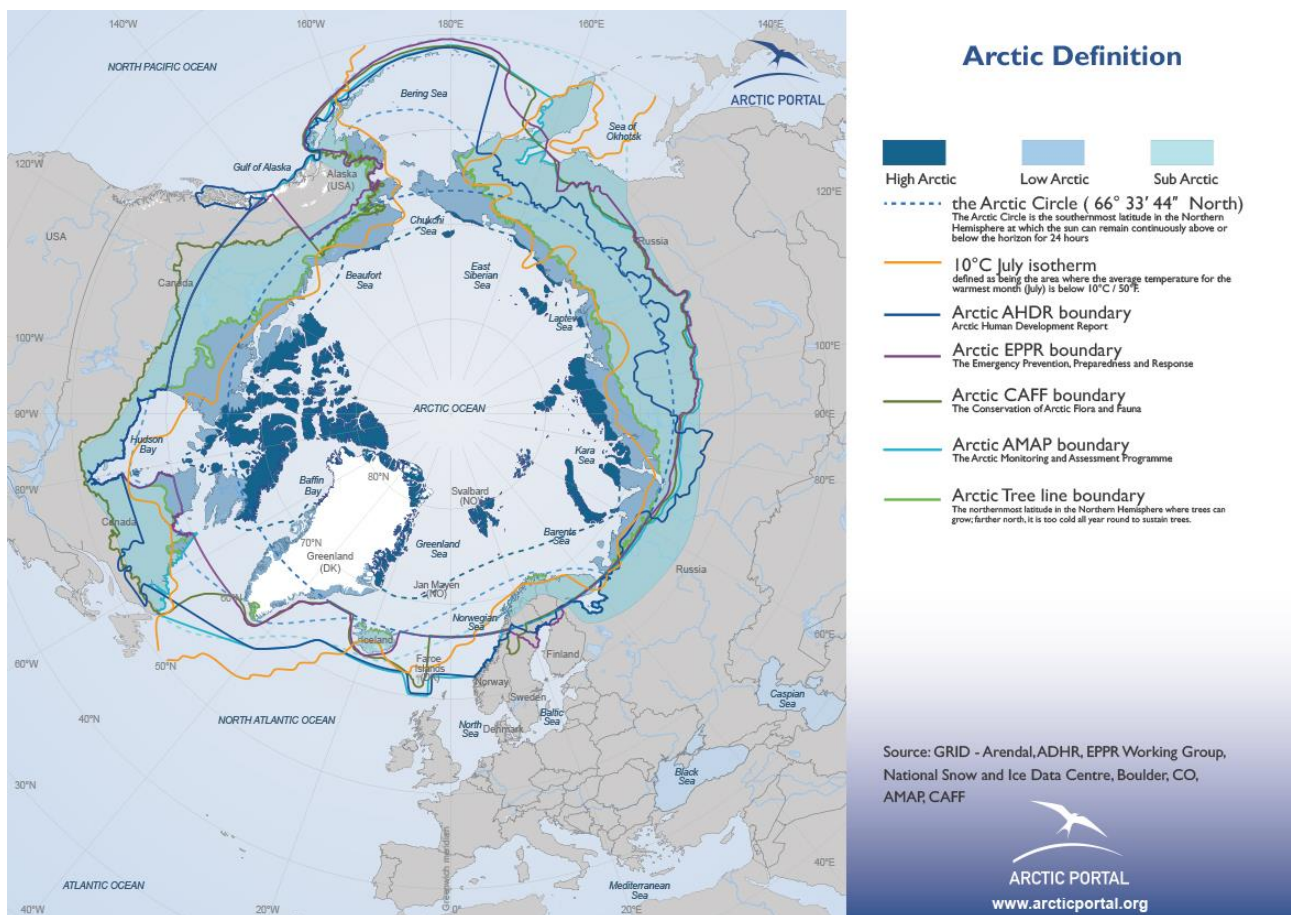 Arctic Definition
High Arctic
Low Arctic
Sub Arctic
the Arctic Circle ( 66° 33' 44" North)
The Arctic Circle is the southernmost latitude in the Northern
Hemisphere at which the sun can remain continuously above or
below the horizon for 24 hours
10°C July isotherm
defined as being the area where the average temperature for the
warmest month (July) is below 10°C / 50°F.
Arctic AHDR boundary
Arctic Human Development Report
Arctic EPPR boundary
The Emergency Prevention, Preparedness and Response
Arctic CAFF boundary
The Conservation of Arctic Flora and Fauna
Arctic AMAP boundary
The Arctic Monitoring and Assessment Programme
Arctic Tree line boundary
The northernmost latitude in the Northern Hemisphere where trees can
grow; farther north, it is too cold all year round to sustain trees.
Source: GRID - Arendal, ADHR, EPPR Working Group,
National Snow and Ice Data Centre, Boulder, CO,
AMAP, CAFF
ARCTIC PORTAL
www.arcticportal.org
140°W
160°W
180°E
160°E
140°E
NORTH PACIFIC OCEAN
ARCTIC PORTAL
Bering Sea
Sea of
Okhotsk
120°W
Gulf of Alaska
Alaska
(USA)
120°E
Chukchi
Sea
USA
Russia
Canada
Beaufort
Sea
East
Siberian
Sea
Laptev
Sea
100°W
100°E
ARCTIC OCEAN
90°W
90°E
Hudson
Bay
Kara
Sea
80°W
80°E
Baffin
Bay
80°N
Svalbard
(NO)
Canada
Barents
Sea
70°N
Greenland
(DK)
Greenland
Sea
Russia
Jan Mayen
(NO)
60°N
Norwegian
Sea
Iceland
60°W
60°E
50°N
Faroe
Islands
(DK)
Finland
Norway
Sweden
Caspian
Sea
40°N
NORTH ATLANTIC OCEAN
North
Sea
Denmark
Baltic
Sea
30°N
Black
Sea
Greenwich meridien
40°E
ATLANTIC OCEAN
Mediterranean
Sea
40°W
20°W
0°
20°E